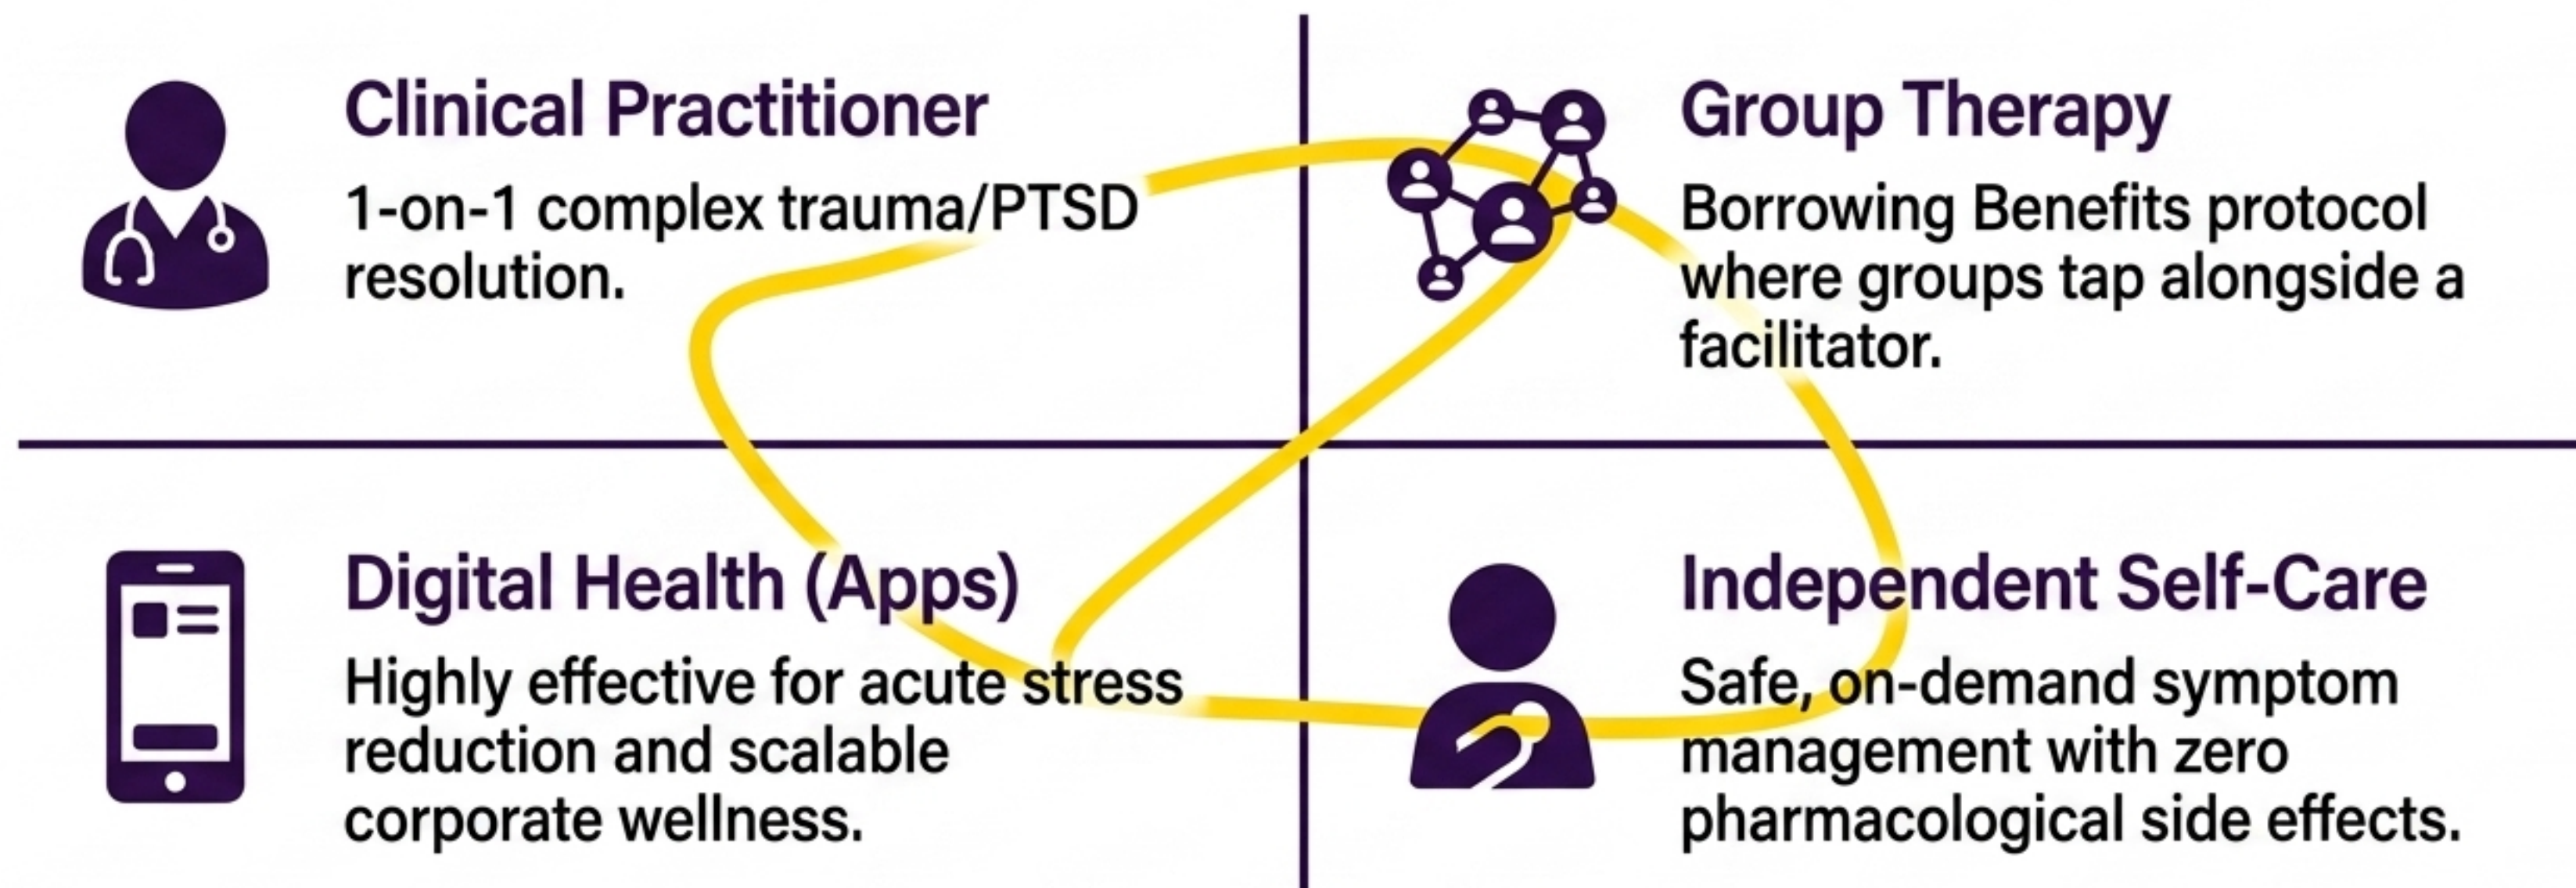 Clinical Practitioner
1-on-1 complex trauma/PTSD
resolution.
Group Therapy
Borrowing Benefits protocol
where groups tap alongside a
facilitator.
Digital Health (Apps)
Highly effective for acute stress
reduction and scalable
corporate wellness.
Independent Self-Care
Safe, on-demand symptom
management with zero
pharmacological side effects.